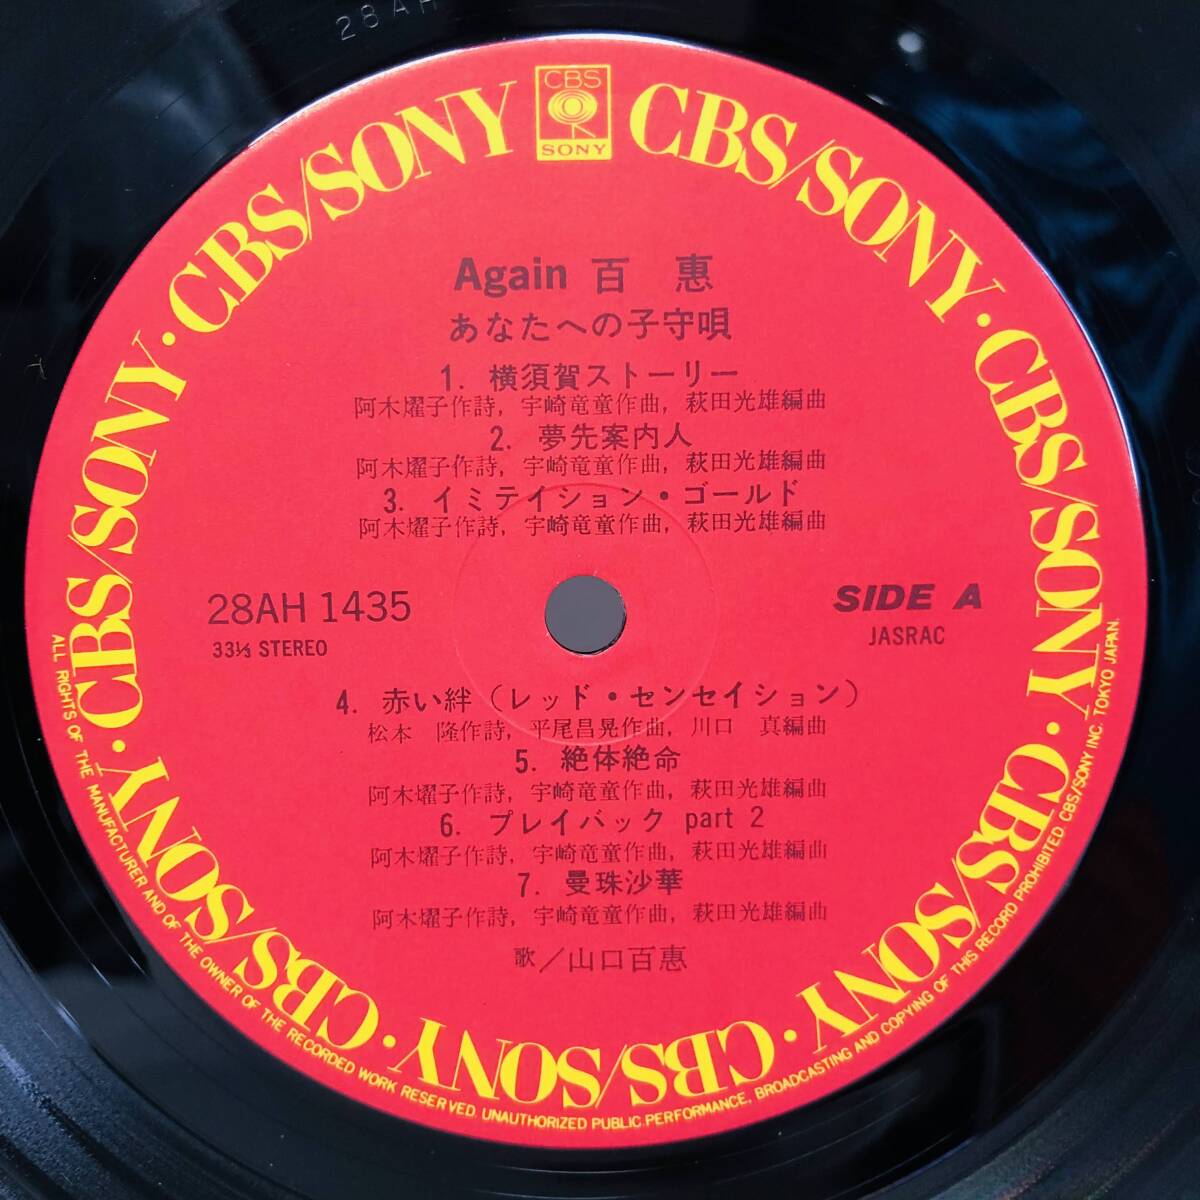 28AH
CBS
SONY
CBS/SONY · CBS/SONY · CBS/SONY · CBS/SONY · CBS/SONY · CBS/SONY · CBS/SONY · CBS/SONY
Again 百 惠
あなたへの子守唄
1. 横須賀ストーリー
阿木燿子作詩, 宇崎竜童作曲, 萩田光雄編曲
2. 夢先案内人
阿木燿子作詩, 宇崎竜童作曲, 萩田光雄編曲
3. イミテイション・ゴールド
阿木燿子作詩, 宇崎竜童作曲, 萩田光雄編曲
28AH 1435
33⅓ STEREO
SIDE A
JASRAC
4. 赤い絆（レッド・センセイション）
松本 隆作詩, 平尾昌晃作曲, 川口 真編曲
5. 絶体絶命
阿木燿子作詩, 宇崎竜童作曲, 萩田光雄編曲
6. プレイバック part 2
阿木燿子作詩, 宇崎竜童作曲, 萩田光雄編曲
7. 曼珠沙華
阿木燿子作詩, 宇崎竜童作曲, 萩田光雄編曲
歌／山口百惠
ALL RIGHTS OF THE MANUFACTURER AND OF THE OWNER OF THE RECORDED WORK RESERVED. UNAUTHORIZED PUBLIC PERFORMANCE, BROADCASTING AND COPYING OF THIS RECORD PROHIBITED. CBS/SONY INC. TOKYO JAPAN.